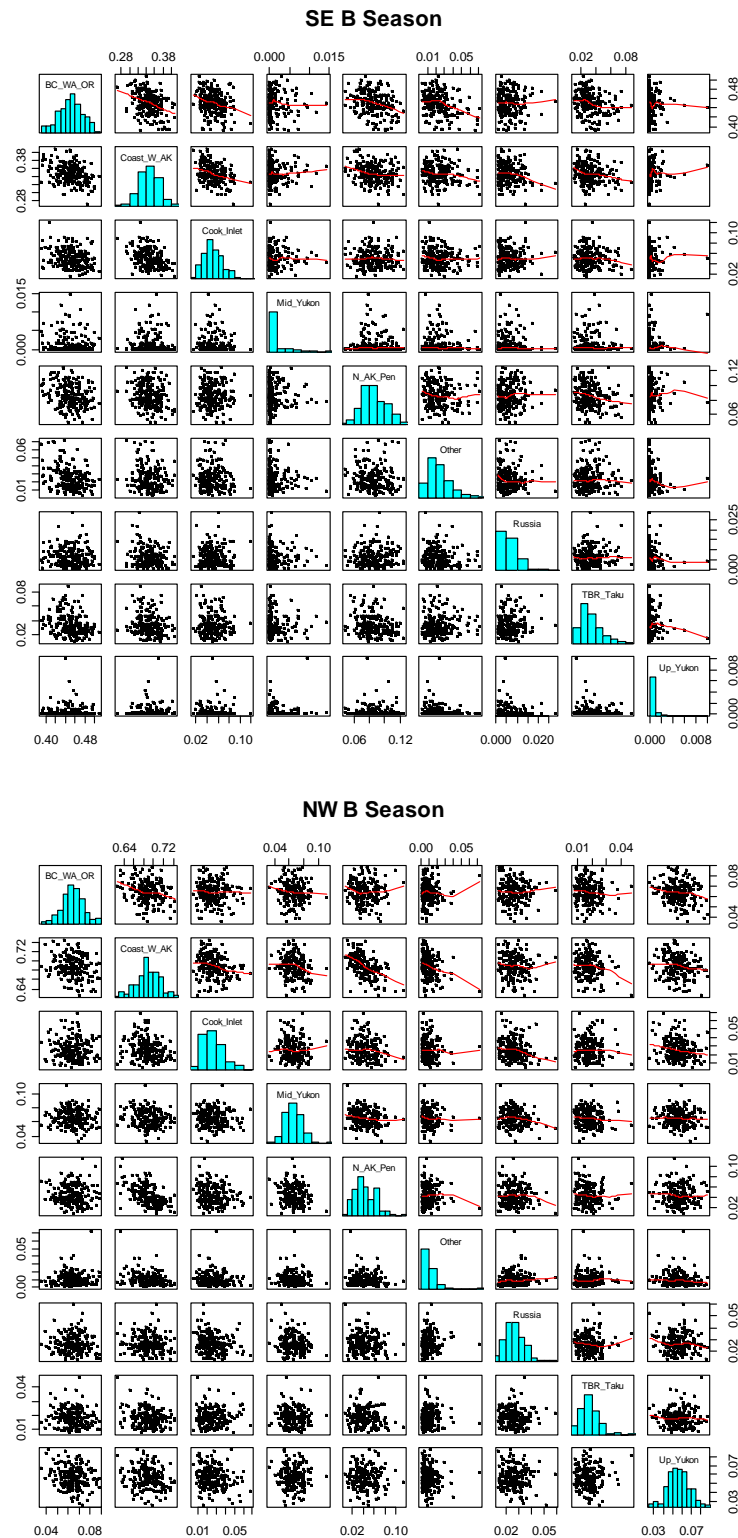 SE B Season
0.28 0.38 0.000 0.015 0.01 0.05 0.02 0.08
BC_WA_OR
0.40 0.48
Coast_W_AK
0.28 0.38
Cook_Inlet
0.02 0.10
Mid_Yukon
0.000 0.015
N_AK_Pen
0.06 0.12
Other
0.01 0.06
Russia
0.000 0.025
TBR_Taku
0.02 0.08
Up_Yukon
0.000 0.008
0.40 0.48 0.02 0.10 0.06 0.12 0.000 0.020 0.000 0.008
NW B Season
0.64 0.72 0.04 0.10 0.00 0.05 0.01 0.04
BC_WA_OR
0.04 0.08
Coast_W_AK
0.64 0.72
Cook_Inlet
0.01 0.05
Mid_Yukon
0.04 0.10
N_AK_Pen
0.02 0.10
Other
0.00 0.05
Russia
0.02 0.05
TBR_Taku
0.01 0.04
Up_Yukon
0.03 0.07
0.04 0.08 0.01 0.05 0.02 0.10 0.02 0.05 0.03 0.07